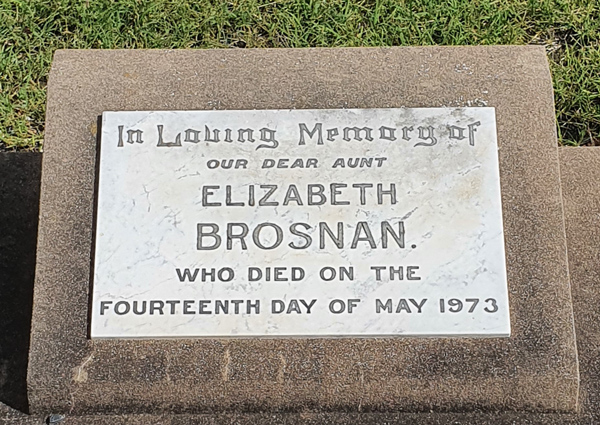 In Loving Memory of
OUR DEAR AUNT
ELIZABETH
BROSNAN.
WHO DIED ON THE
FOURTEENTH DAY OF MAY 1973